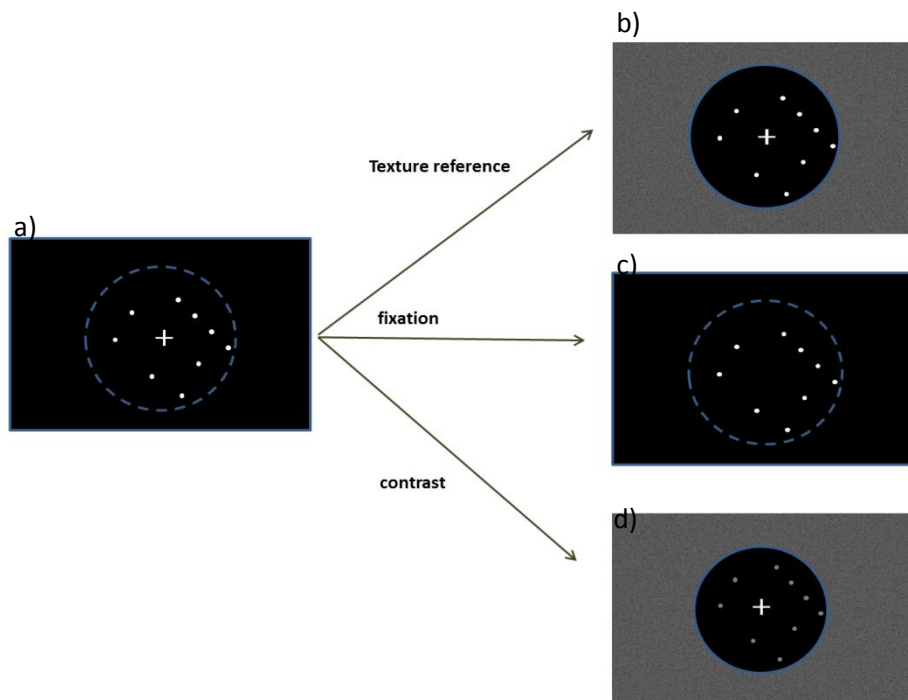 b)
Texture reference
a)
c)
fixation
contrast
d)